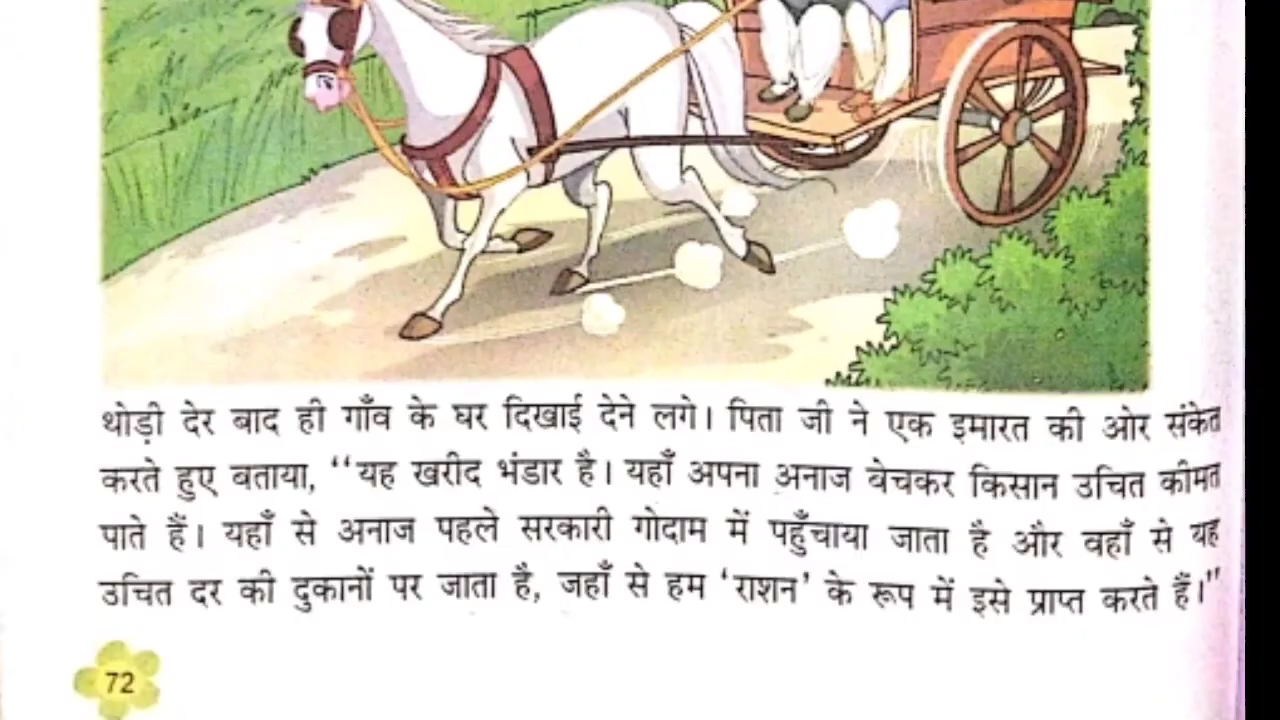 थोड़ी देर बाद ही गाँव के घर दिखाई देने लगे। पिता जी ने एक इमारत की ओर संकेत
करते हुए बताया, ‘‘यह खरीद भंडार है। यहाँ अपना अनाज बेचकर किसान उचित कीमत
पाते हैं। यहाँ से अनाज पहले सरकारी गोदाम में पहुँचाया जाता है और वहाँ से यह
उचित दर की दुकानों पर जाता है, जहाँ से हम ‘राशन’ के रूप में इसे प्राप्त करते हैं।’’
72